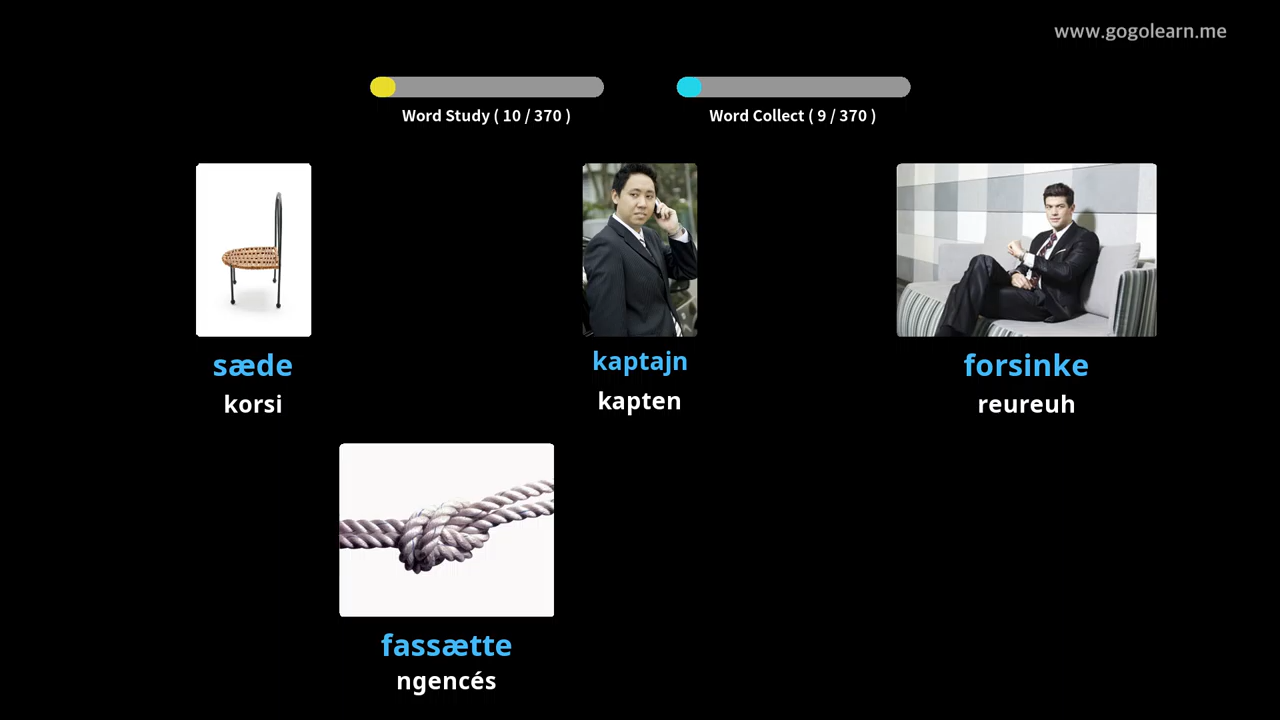 www.gogolearn.me
Word Study ( 10 / 370 )
Word Collect ( 9 / 370 )
sæde
korsi
kaptajn
kapten
forsinke
reureuh
fassætte
ngencés